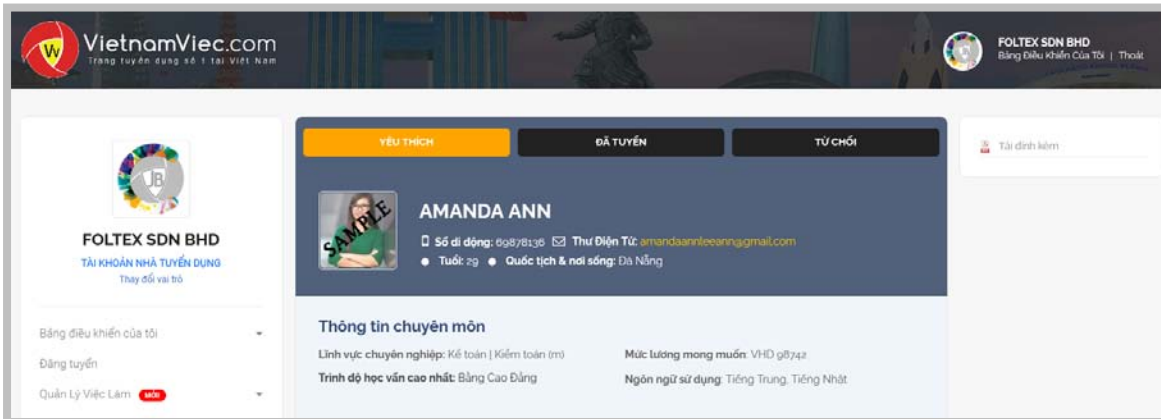 VietnamViec.com
Trang tuyển dụng số 1 tại Việt Nam
FOLTEX SDN BHD
Bảng Điều Khiển Của Tôi | Thoát
JB
FOLTEX SDN BHD
TÀI KHOẢN NHÀ TUYỂN DỤNG
Thay đổi vai trò
Bảng điều khiển của tôi
Đăng tuyển
Quản Lý Việc Làm MỚI
YÊU THÍCH
ĐÃ TUYỂN
TỪ CHỐI
SAMPLE
AMANDA ANN
Số di động: 69878136 Thư Điện Tử: amandaannleeann@gmail.com
Tuổi: 29 Quốc tịch & nơi sống: Đà Nẵng
Thông tin chuyên môn
Lĩnh vực chuyên nghiệp: Kế toán | Kiểm toán (m)
Mức lương mong muốn: VHD 98742
Trình độ học vấn cao nhất: Bằng Cao Đẳng
Ngôn ngữ sử dụng: Tiếng Trung, Tiếng Nhật
Tài đính kèm